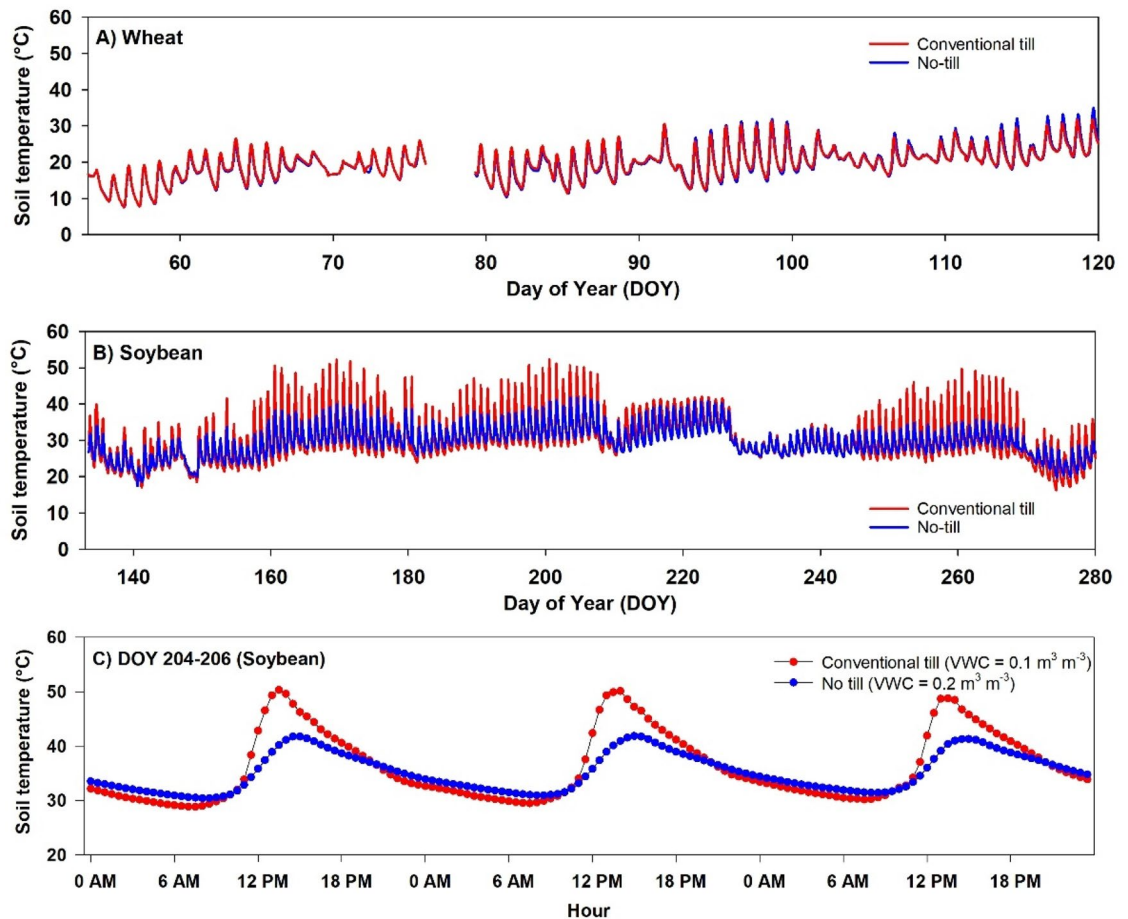 A) Wheat
Conventional till
No-till
Soil temperature (°C)
60
50
40
30
20
10
0
60
70
80
90
100
110
120
Day of Year (DOY)
B) Soybean
Conventional till
No-till
Soil temperature (°C)
60
50
40
30
20
10
0
140
160
180
200
220
240
260
280
Day of Year (DOY)
C) DOY 204-206 (Soybean)
Conventional till (VWC = 0.1 m³ m⁻³)
No till (VWC = 0.2 m³ m⁻³)
Soil temperature (°C)
60
50
40
30
20
0 AM
6 AM
12 PM
18 PM
0 AM
6 AM
12 PM
18 PM
0 AM
6 AM
12 PM
18 PM
Hour